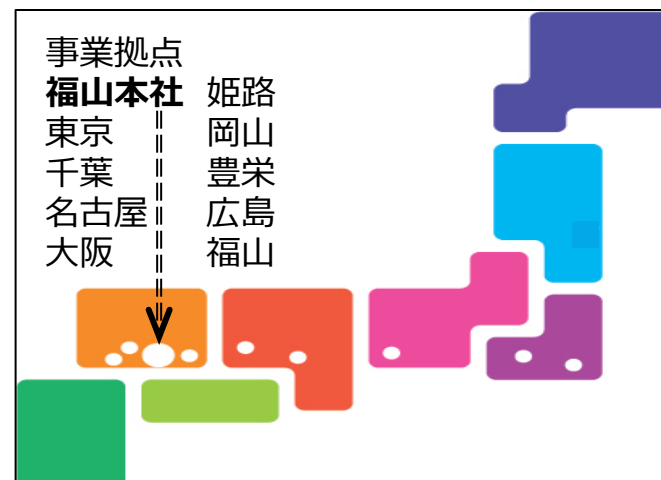 事業拠点
福山本社 姫路
東京 岡山
千葉 豊栄
名古屋 広島
大阪 福山